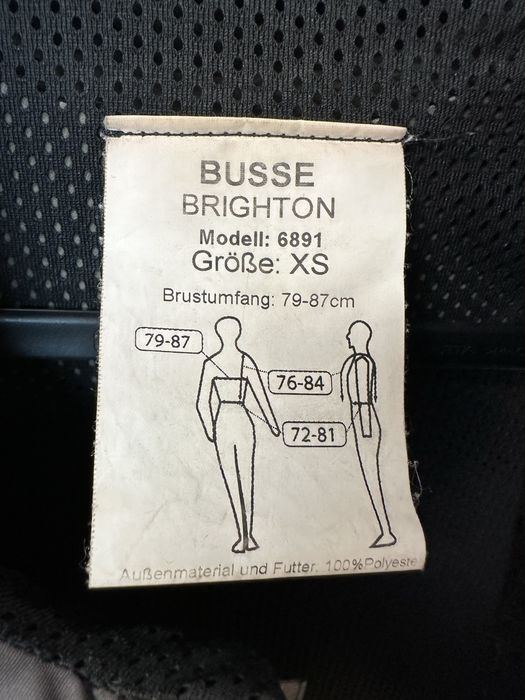 BUSSE
BRIGHTON
Modell: 6891
Größe: XS
Brustumfang: 79-87cm
79-87
76-84
72-81
Außenmaterial und Futter: 100%Polyeste